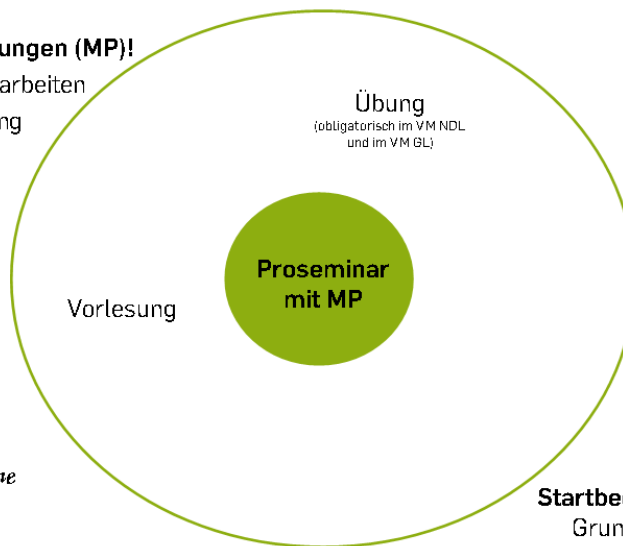 ungen (MP)!
arbeiten
ng
Übung
(obligatorisch im VM NDL
und im VM GL)
Proseminar
mit MP
Vorlesung
ne
Startbe
Grun